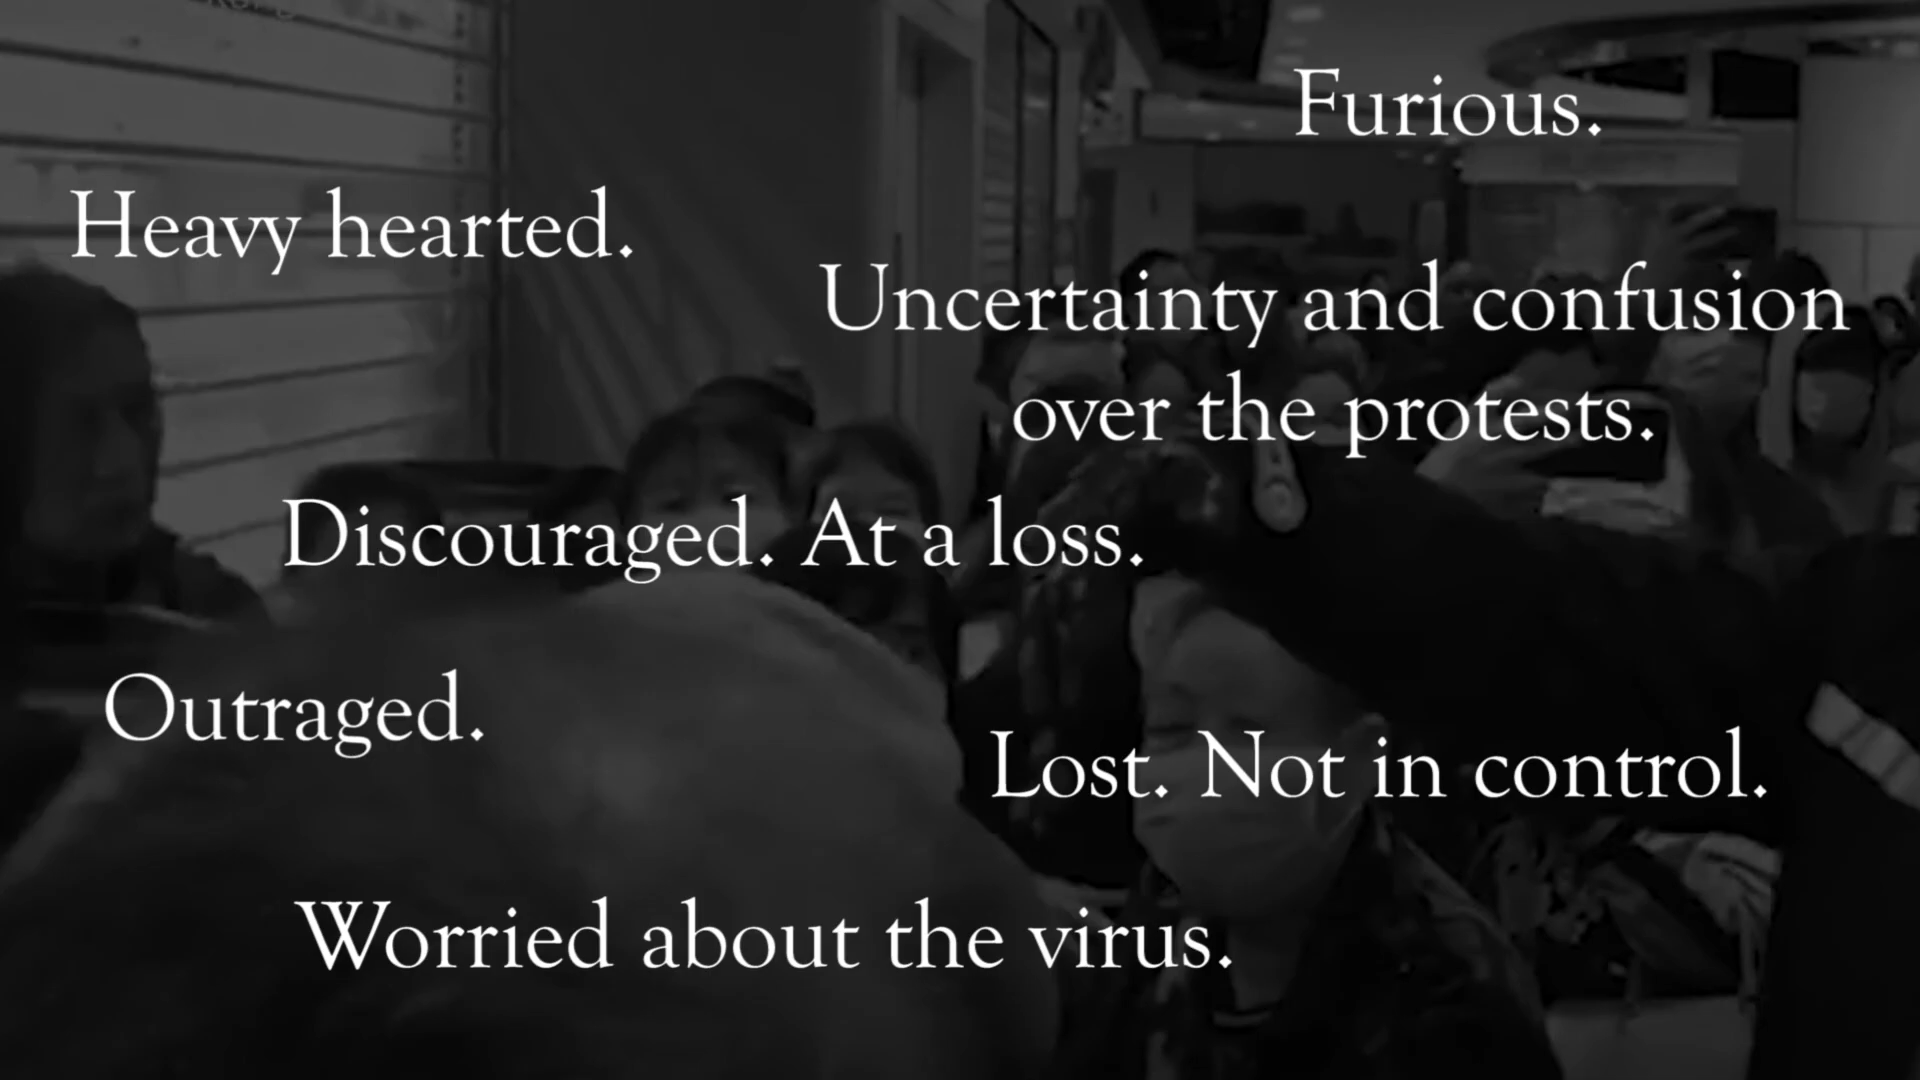 Furious.
Heavy hearted.
Uncertainty and confusion
over the protests.
Discouraged. At a loss.
Outraged.
Lost. Not in control.
Worried about the virus.